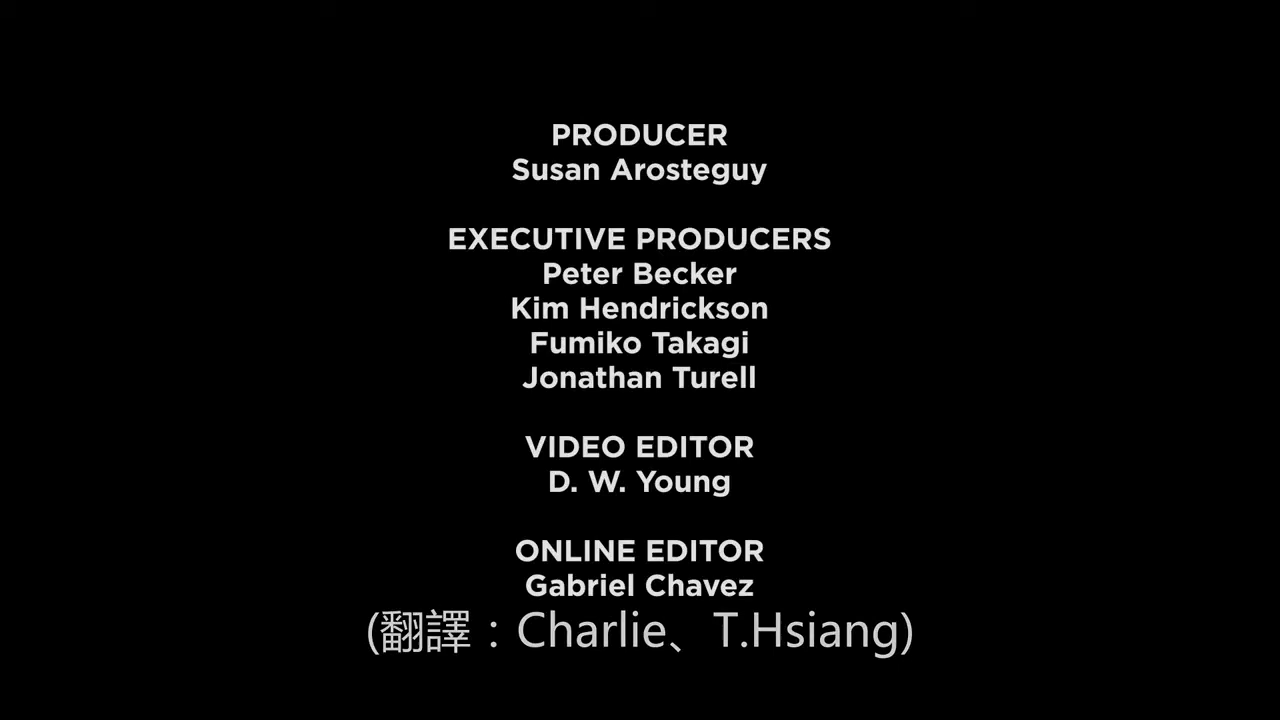 PRODUCER
Susan Arosteguy
EXECUTIVE PRODUCERS
Peter Becker
Kim Hendrickson
Fumiko Takagi
Jonathan Turell
VIDEO EDITOR
D. W. Young
ONLINE EDITOR
Gabriel Chavez
(翻譯：Charlie、T.Hsiang)